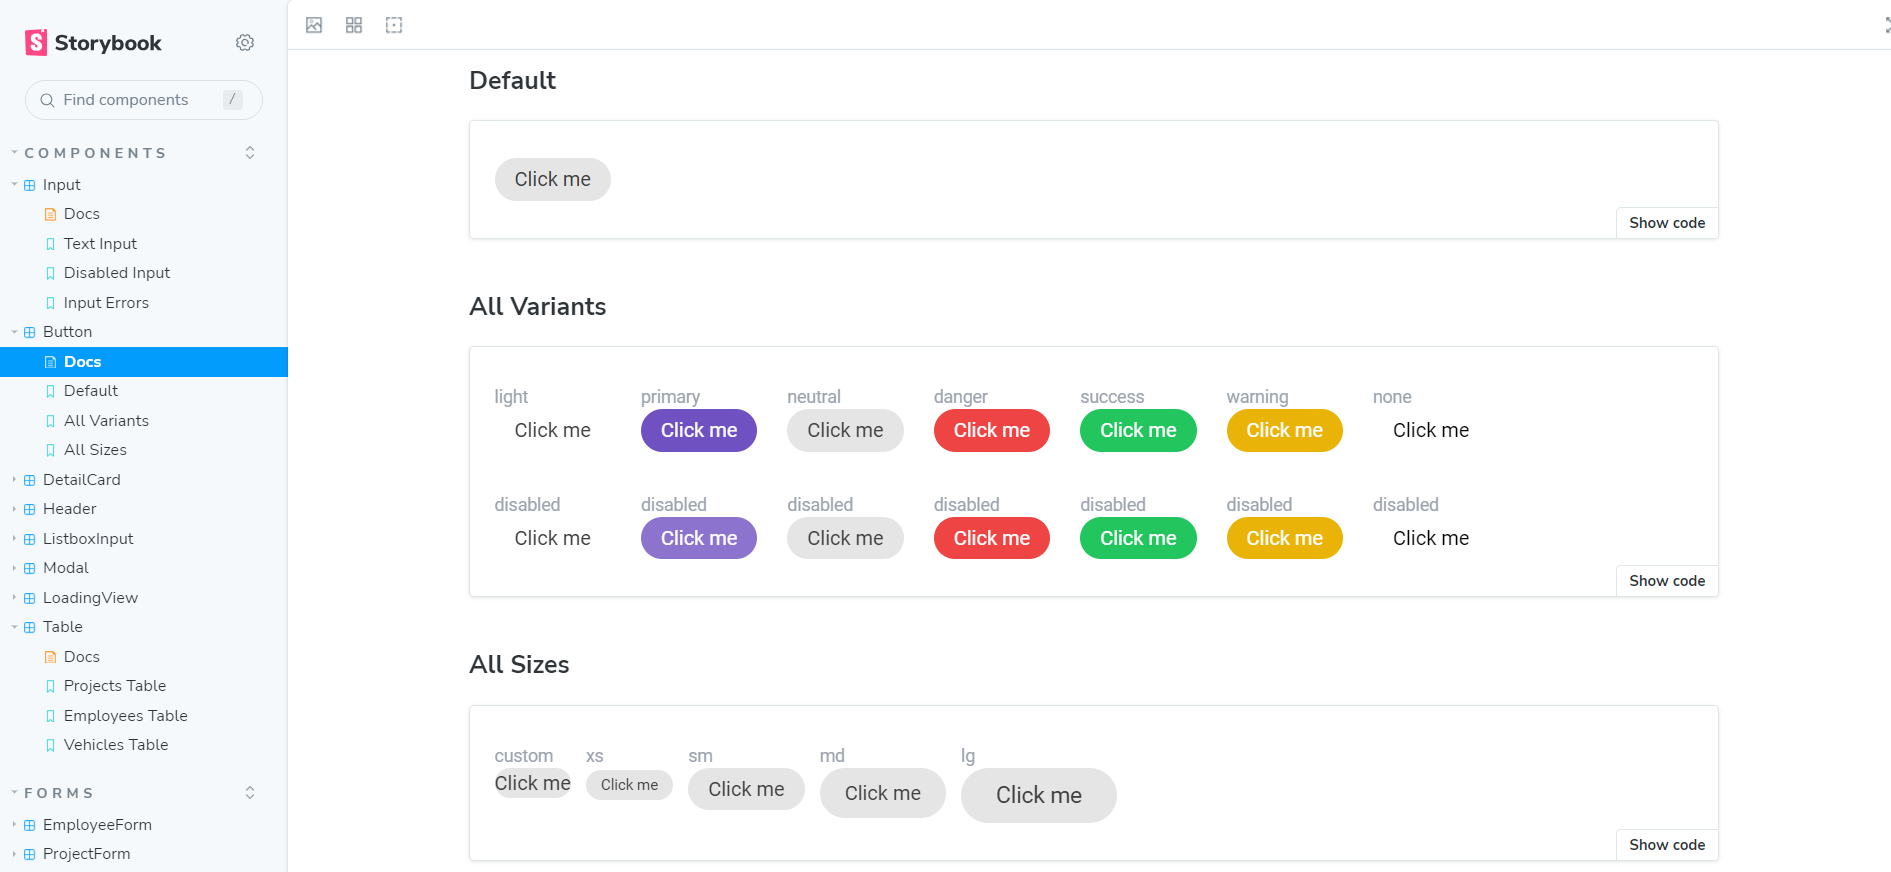 Storybook
Find components /
COMPONENTS
Input
Docs
Text Input
Disabled Input
Input Errors
Button
Docs
Default
All Variants
All Sizes
DetailCard
Header
ListboxInput
Modal
LoadingView
Table
Docs
Projects Table
Employees Table
Vehicles Table
FORMS
EmployeeForm
ProjectForm
Default
Click me
Show code
All Variants
light primary neutral danger success warning none
Click me Click me Click me Click me Click me Click me Click me
disabled disabled disabled disabled disabled disabled disabled
Click me Click me Click me Click me Click me Click me Click me
Show code
All Sizes
custom xs sm md lg
Click me Click me Click me Click me Click me
Show code